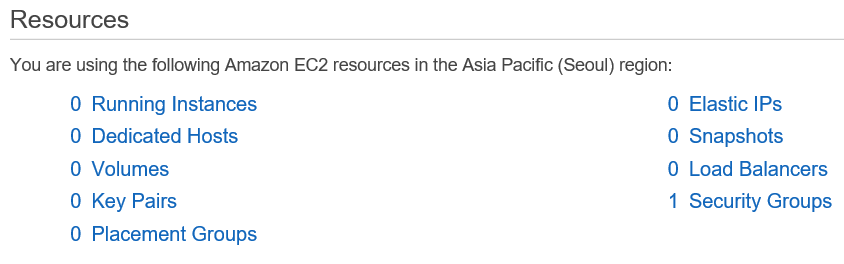 Resources
You are using the following Amazon EC2 resources in the Asia Pacific (Seoul) region:
0 Running Instances
0 Elastic IPs
0 Dedicated Hosts
0 Snapshots
0 Volumes
0 Load Balancers
0 Key Pairs
1 Security Groups
0 Placement Groups